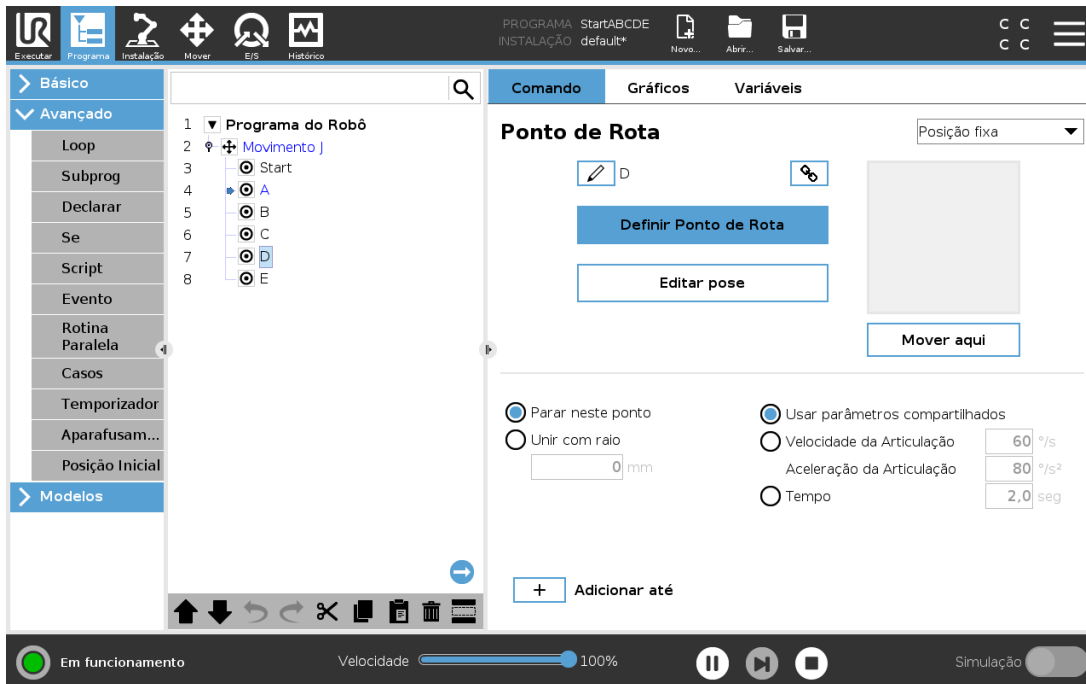 UR
Executar
Programa
Instalação
Mover
E/S
Histórico
PROGRAMA StartABCDE
INSTALAÇÃO default*
Novo...
Abrir...
Salvar...
C C
C C
Básico
Avançado
Loop
Subprog
Declarar
Se
Script
Evento
Rotina
Paralela
Casos
Temporizador
Aparafusam...
Posição Inicial
Modelos
1 Programa do Robô
2 Movimento J
3 Start
4 A
5 B
6 C
7 D
8 E
Comando Gráficos Variáveis
Ponto de Rota
Posição fixa
D
Definir Ponto de Rota
Editar pose
Mover aqui
Parar neste ponto
Unir com raio
0 mm
Usar parâmetros compartilhados
Velocidade da Articulação 60 °/s
Aceleração da Articulação 80 °/s²
Tempo 2,0 seg
+ Adicionar até
Em funcionamento
Velocidade 100%
Simulação